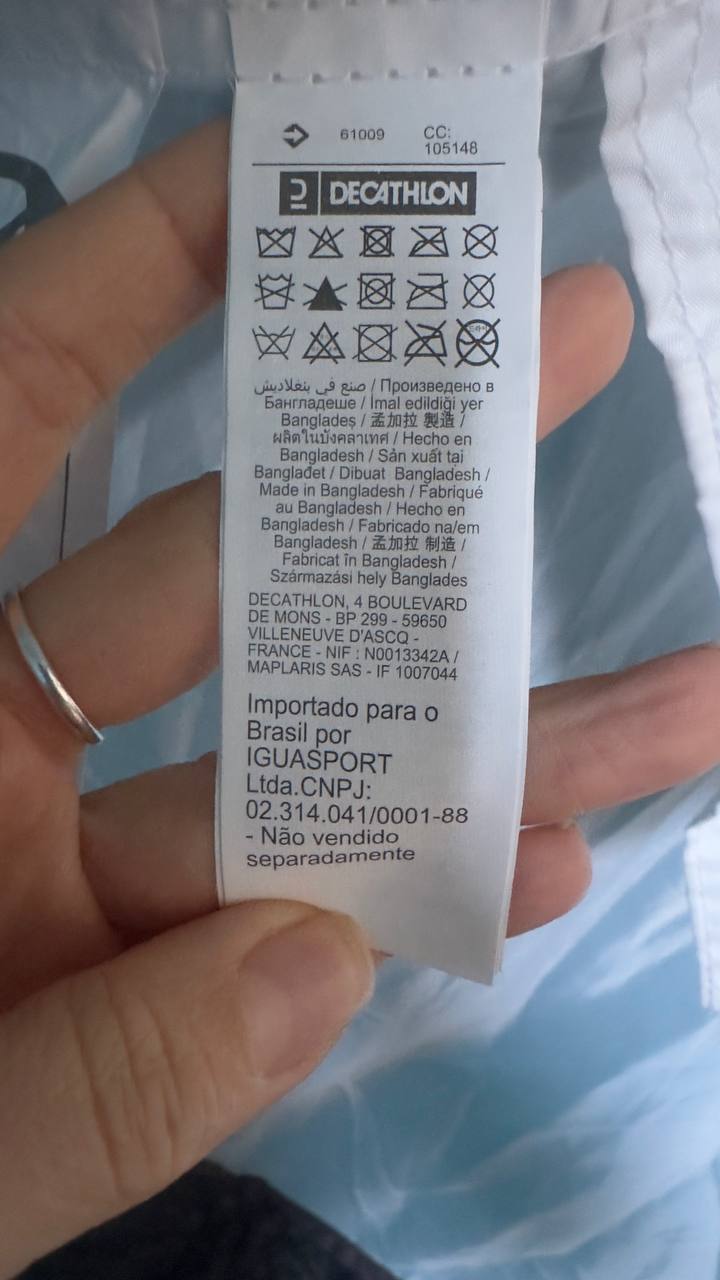 61009 CC:
105148
DECATHLON
صنع في بنغلاديش / Произведено в
Бангладеше / İmal edildiği yer
Bangladeş / 孟加拉 製造 /
ผลิตในบังคลาเทศ / Hecho en
Bangladesh / Sản xuất tại
Banglađet / Dibuat Bangladesh /
Made in Bangladesh / Fabriqué
au Bangladesh / Hecho en
Bangladesh / Fabricado na/em
Bangladesh / 孟加拉 制造 /
Fabricat în Bangladesh /
Származási hely Banglades
DECATHLON, 4 BOULEVARD
DE MONS - BP 299 - 59650
VILLENEUVE D'ASCQ -
FRANCE - NIF : N0013342A /
MAPLARIS SAS - IF 1007044
Importado para o
Brasil por
IGUASPORT
Ltda.CNPJ:
02.314.041/0001-88
- Não vendido
separadamente